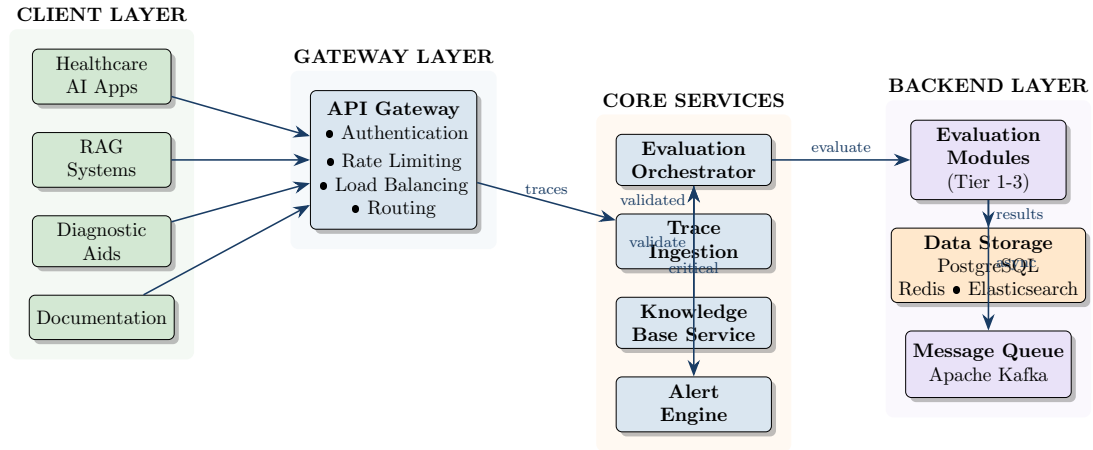 CLIENT LAYER
Healthcare
AI Apps
RAG
Systems
Diagnostic
Aids
Documentation
GATEWAY LAYER
API Gateway
• Authentication
• Rate Limiting
• Load Balancing
• Routing
traces
CORE SERVICES
Evaluation
Orchestrator
validated
Trace
Ingestion
validate
critical
Knowledge
Base Service
Alert
Engine
evaluate
BACKEND LAYER
Evaluation
Modules
(Tier 1-3)
results
Data Storage
PostgreSQL
async
Redis • Elasticsearch
Message Queue
Apache Kafka